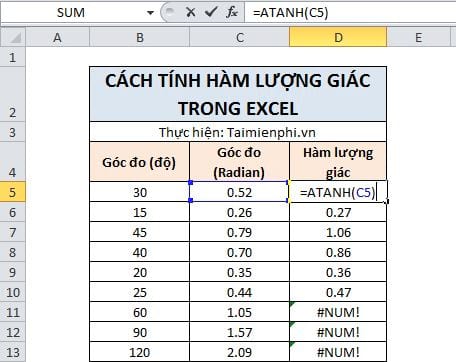 SUM =ATANH(C5)
A B C D E
1
CÁCH TÍNH HÀM LƯỢNG GIÁC
2 TRONG EXCEL
3 Thực hiện: Taimienphi.vn
Góc đo Hàm lượng
4 Góc đo (độ) (Radian) giác
5 30 0.52 =ATANH(C5)
6 15 0.26 0.27
7 45 0.79 1.06
8 40 0.70 0.86
9 20 0.35 0.36
10 25 0.44 0.47
11 60 1.05 #NUM!
12 90 1.57 #NUM!
13 120 2.09 #NUM!